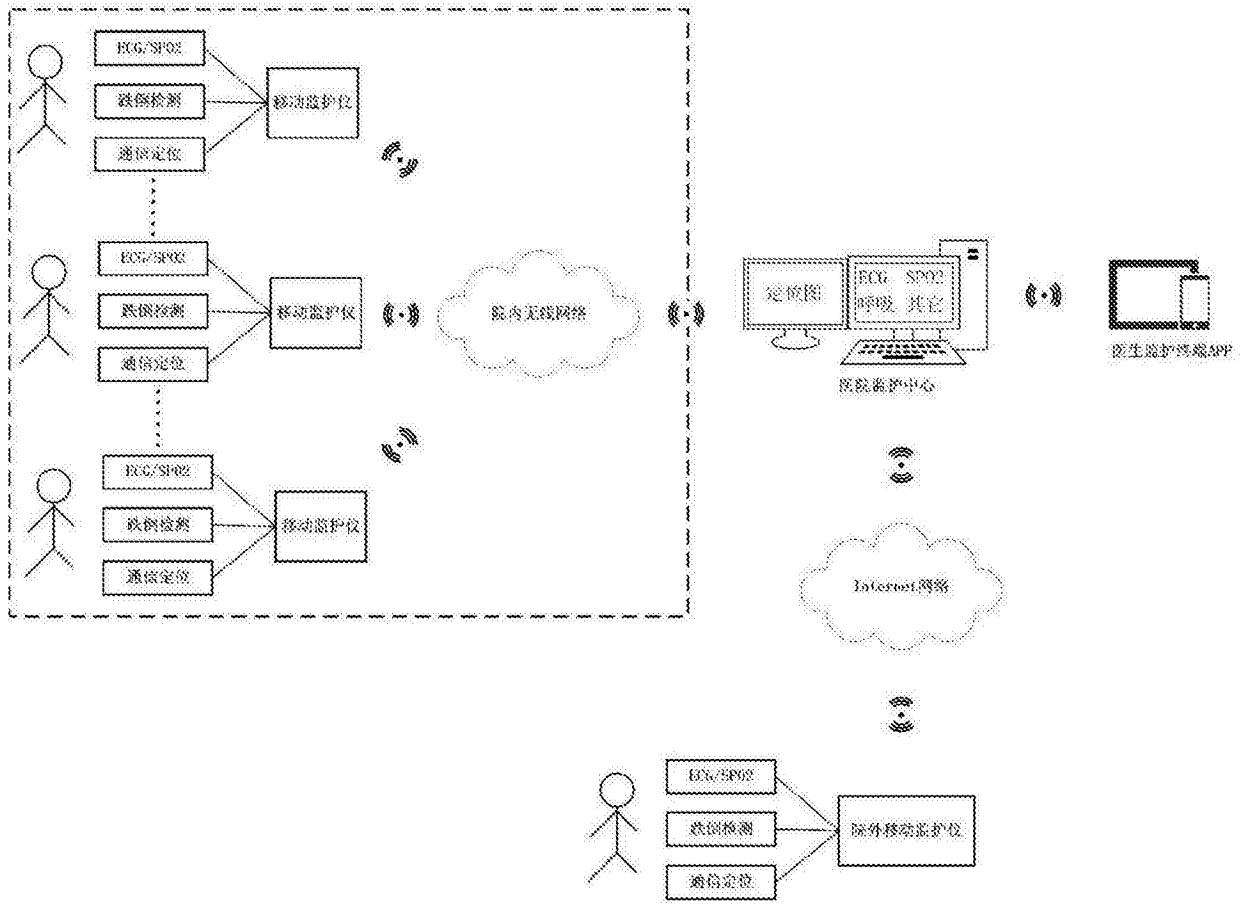 ECG/SPO2
跌倒检测
移动监护仪
通信定位
ECG/SPO2
跌倒检测
移动监护仪
通信定位
院内无线网络
定位图
ECG SPO2
呼吸 其它
医院监护中心
医生监护终端APP
ECG/SPO2
跌倒检测
移动监护仪
通信定位
Internet网络
ECG/SPO2
跌倒检测
院外移动监护仪
通信定位